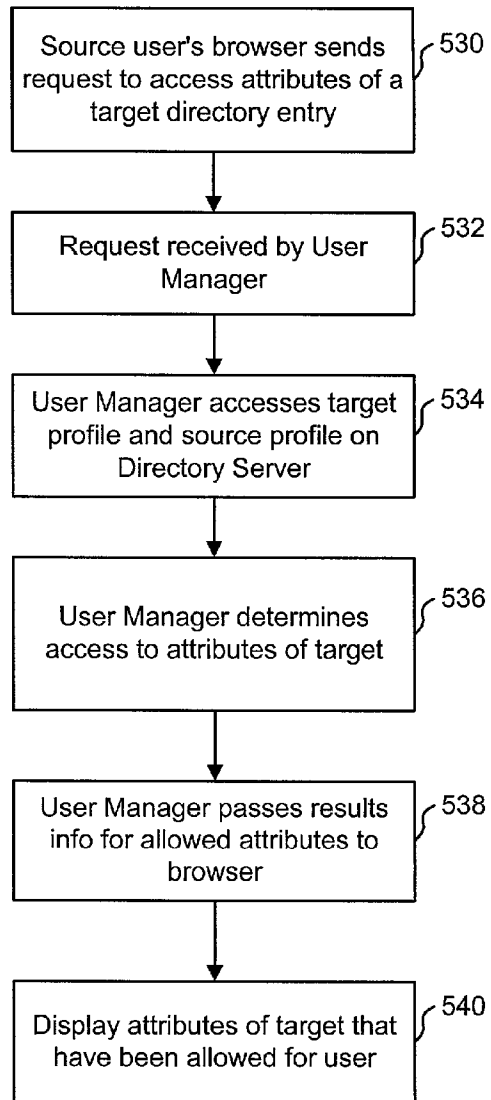 Source user's browser sends
request to access attributes of a
target directory entry
530
Request received by User
Manager
532
User Manager accesses target
profile and source profile on
Directory Server
534
User Manager determines
access to attributes of target
536
User Manager passes results
info for allowed attributes to
browser
538
Display attributes of target that
have been allowed for user
540